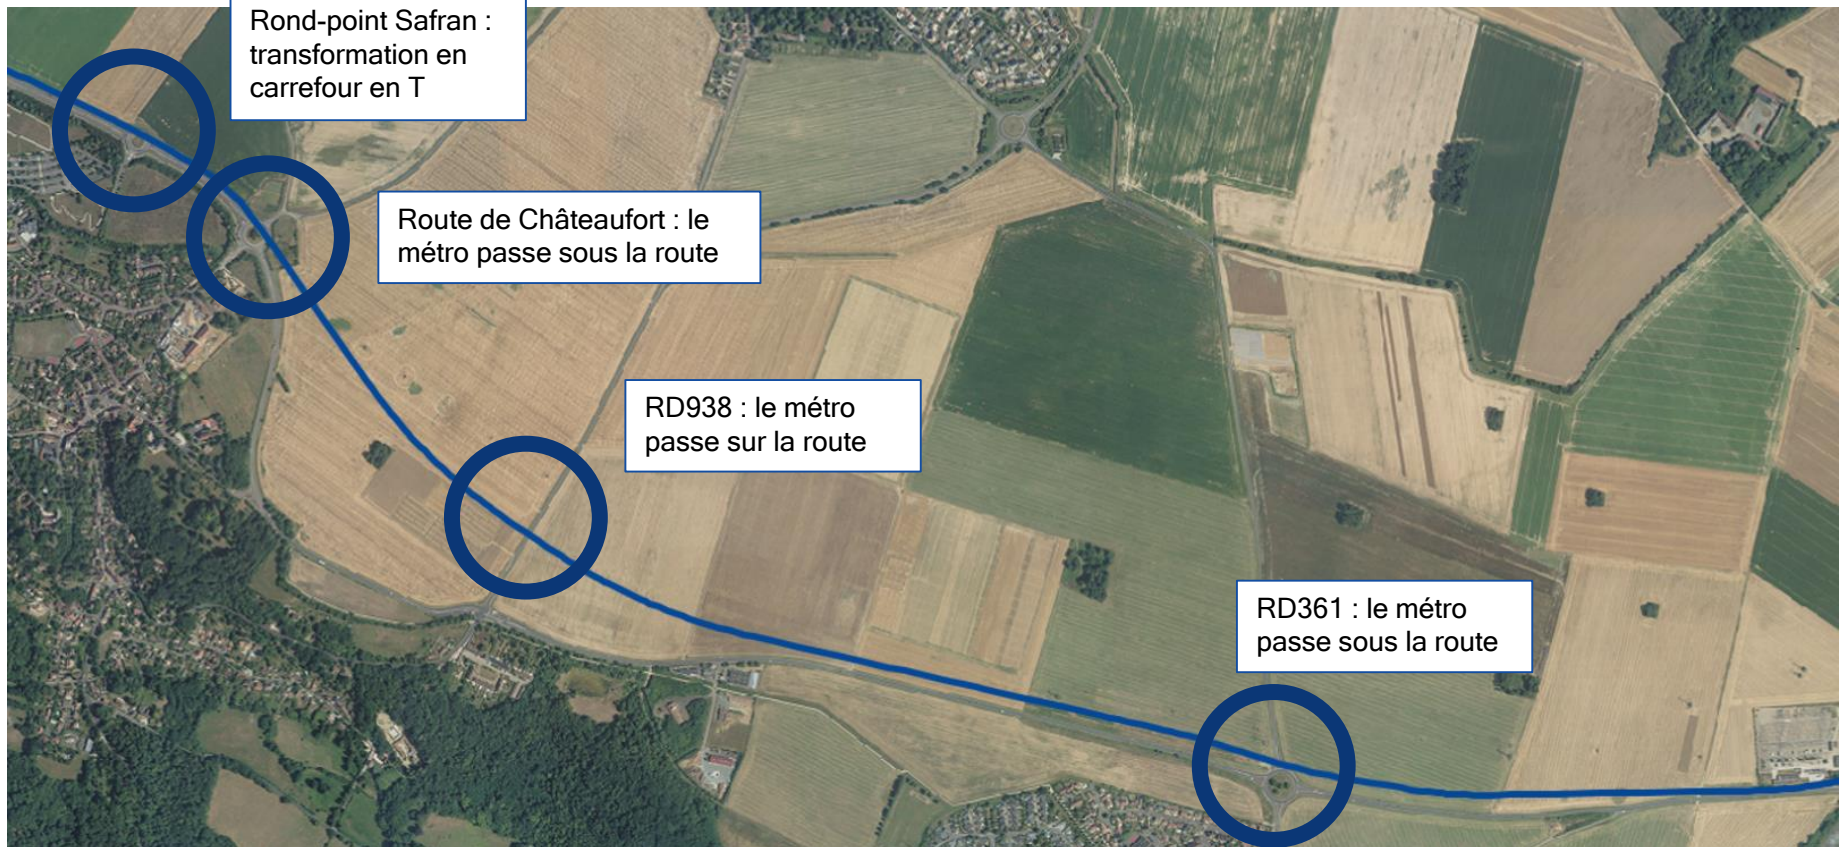 Rond-point Safran :
transformation en
carrefour en T
Route de Châteaufort : le
métro passe sous la route
RD938 : le métro
passe sur la route
RD361 : le métro
passe sous la route